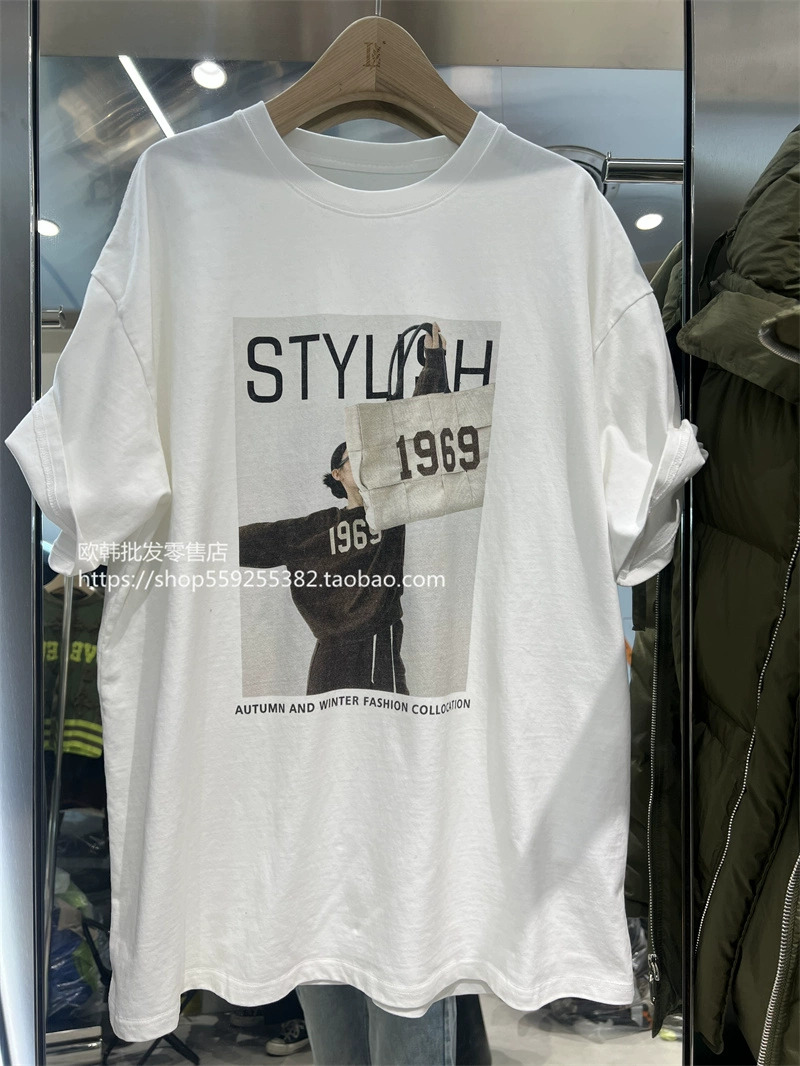 STYLISH
1969
1969
欧韩批发零售店
https://shop559255382.taobao.com
AUTUMN AND WINTER FASHION COLLOCATION